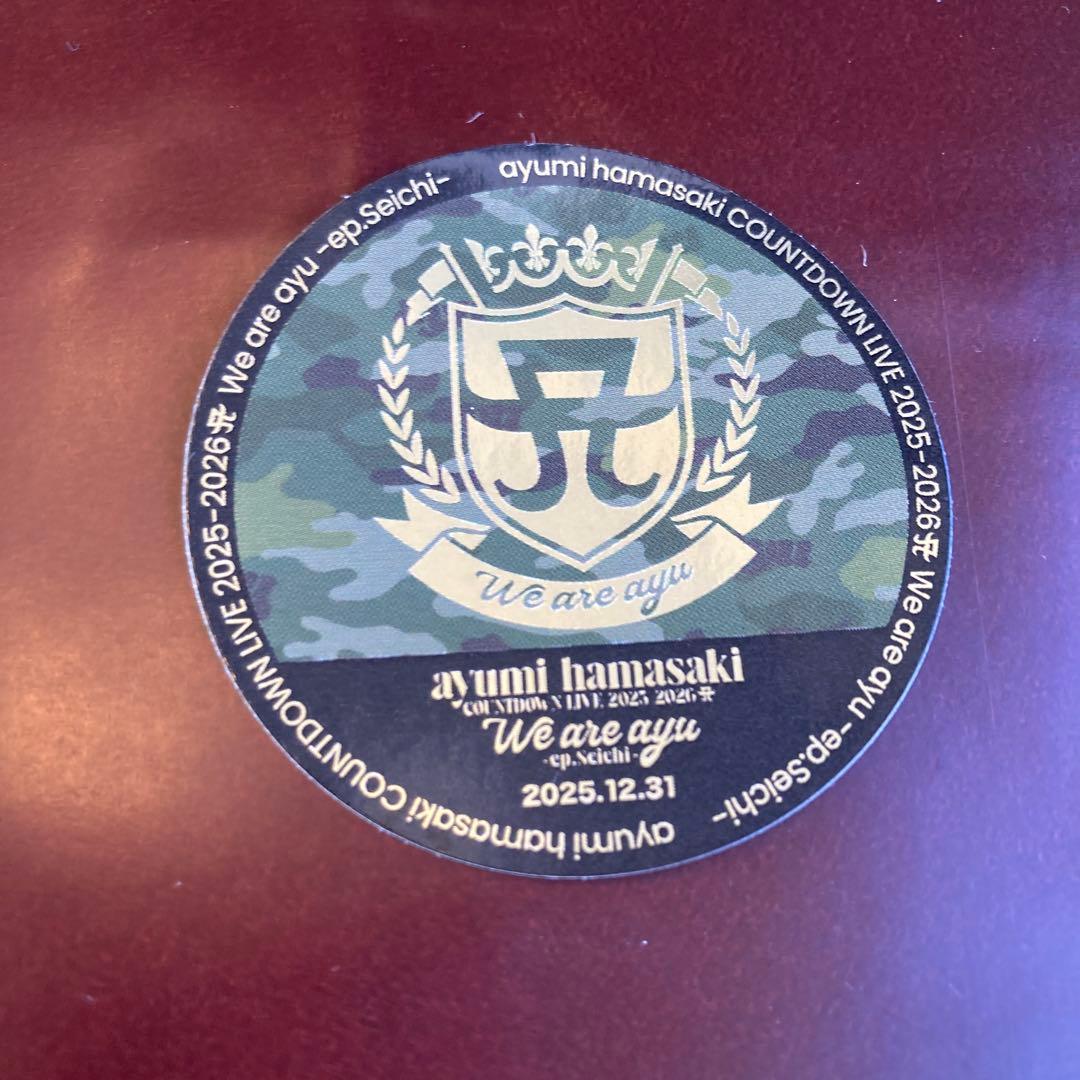 ayumi hamasaki COUNTDOWN LIVE 2025-2026 A We are ayu -ep.Seichi-
We are ayu
ayumi hamasaki
COUNTDOWN LIVE 2025-2026 A
We are ayu
-ep.Seichi-
2025.12.31
ayumi hamasaki COUNTDOWN LIVE 2025-2026 A We are ayu -ep.Seichi-